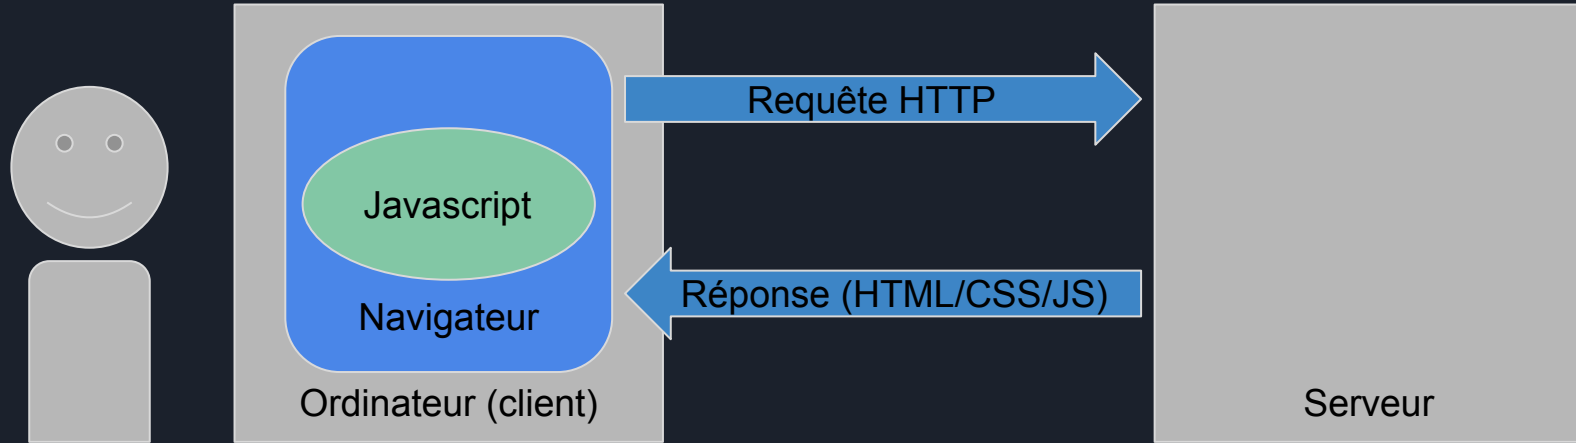 Requête HTTP
Javascript
Réponse (HTML/CSS/JS)
Navigateur
Ordinateur (client)
Serveur